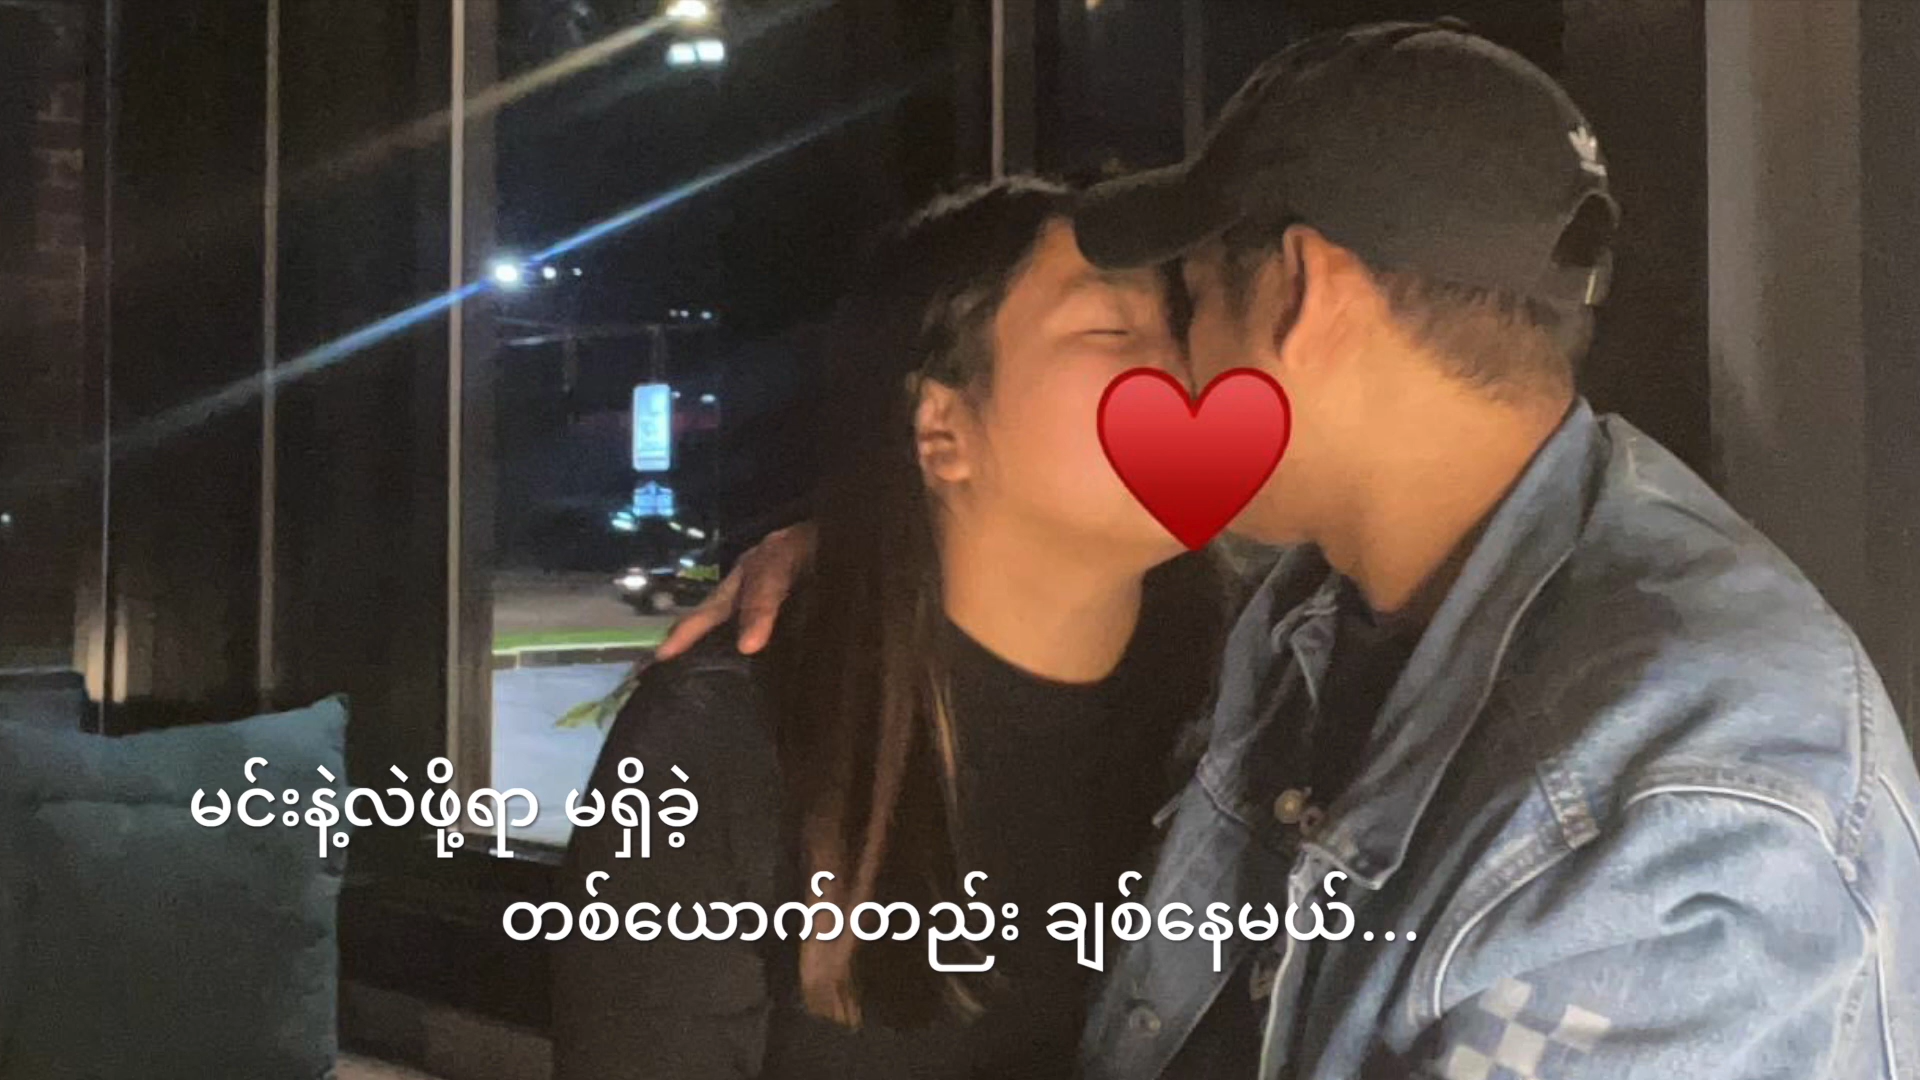 မင်းနဲ့လဲဖို့ရာ မရှိခဲ့
တစ်ယောက်တည်း ချစ်နေမယ်...